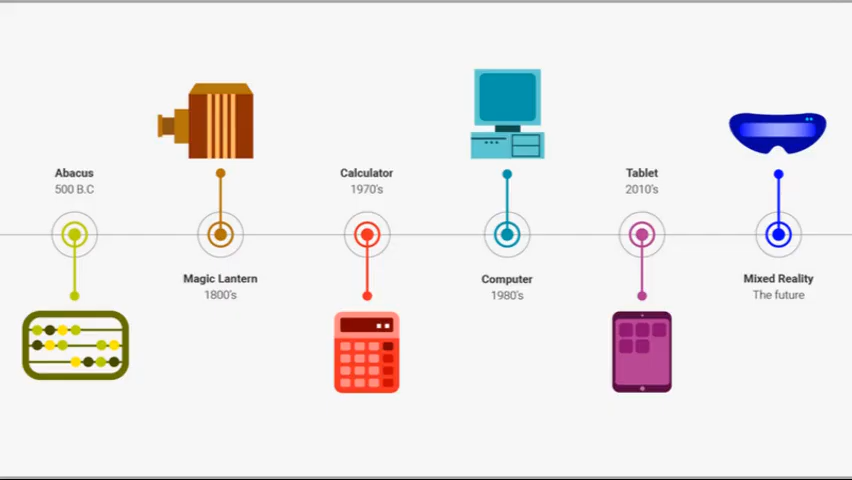 Abacus
500 B.C
Magic Lantern
1800's
Calculator
1970's
Computer
1980's
Tablet
2010's
Mixed Reality
The future